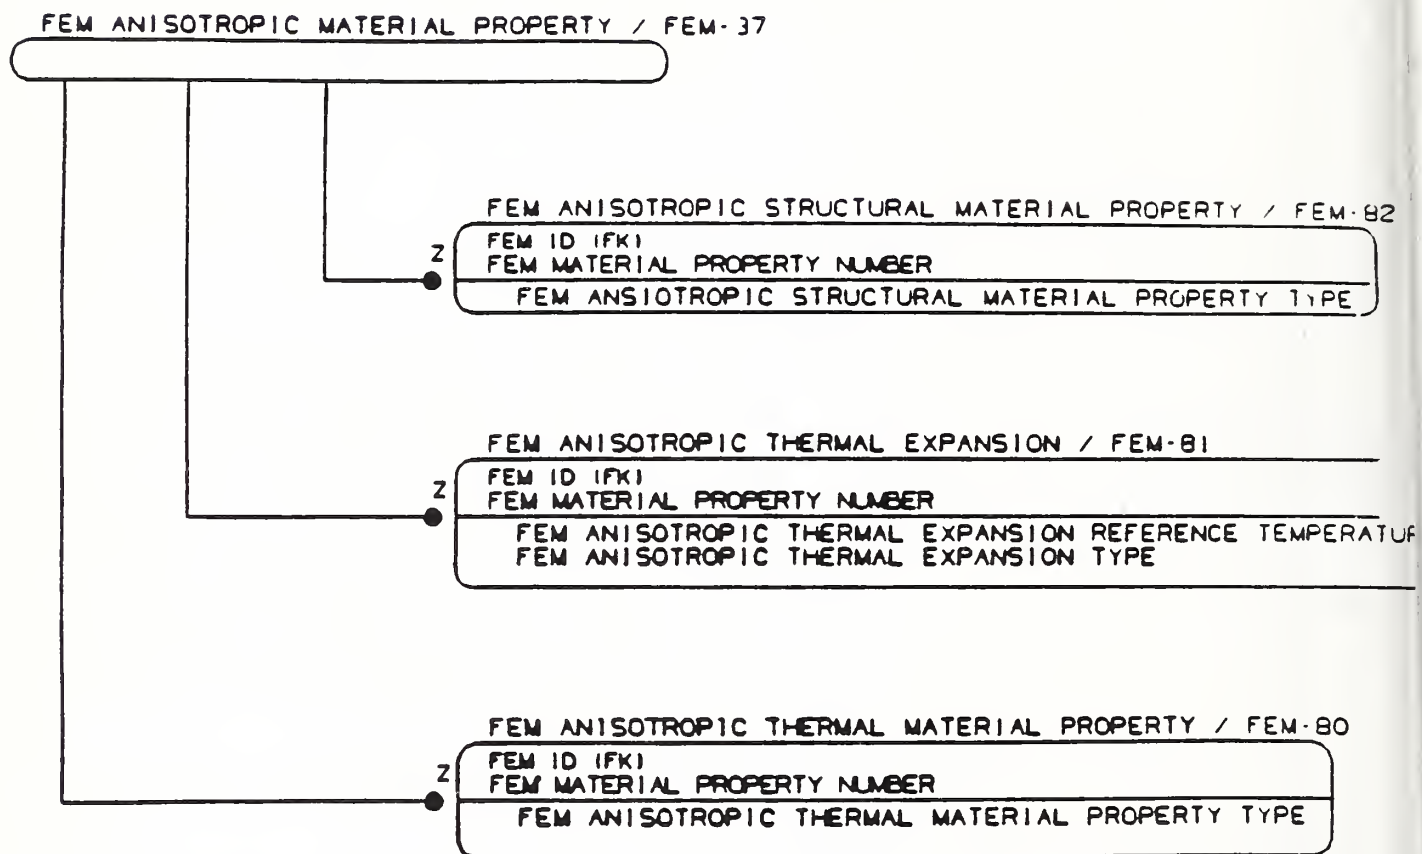 FEM ANISOTROPIC MATERIAL PROPERTY / FEM-37
FEM ANISOTROPIC STRUCTURAL MATERIAL PROPERTY / FEM-82
Z
FEM ID (FK)
FEM MATERIAL PROPERTY NUMBER
FEM ANSIOTROPIC STRUCTURAL MATERIAL PROPERTY TYPE
FEM ANISOTROPIC THERMAL EXPANSION / FEM-81
Z
FEM ID (FK)
FEM MATERIAL PROPERTY NUMBER
FEM ANISOTROPIC THERMAL EXPANSION REFERENCE TEMPERATUR
FEM ANISOTROPIC THERMAL EXPANSION TYPE
FEM ANISOTROPIC THERMAL MATERIAL PROPERTY / FEM-80
Z
FEM ID (FK)
FEM MATERIAL PROPERTY NUMBER
FEM ANISOTROPIC THERMAL MATERIAL PROPERTY TYPE